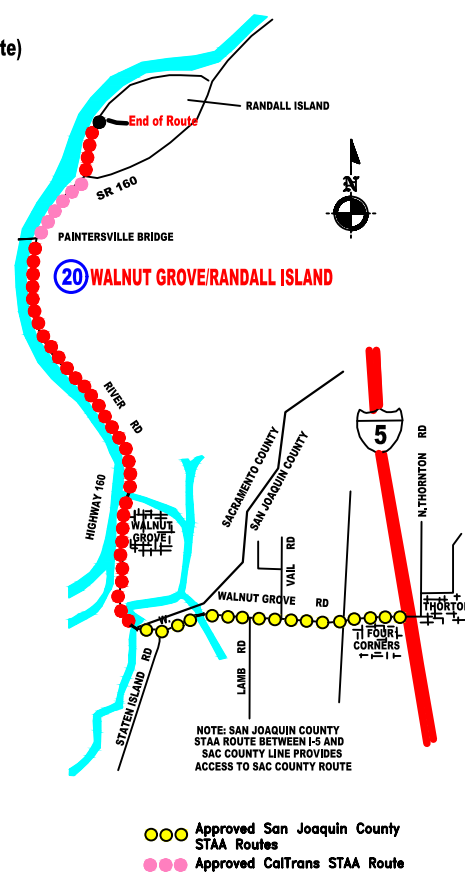 te)
RANDALL ISLAND
End of Route
SR 160
N
PAINTERSVILLE BRIDGE
20 WALNUT GROVE/RANDALL ISLAND
RIVER RD
5
N.THORNTON RD
SACRAMENTO COUNTY
SAN JOAQUIN COUNTY
HIGHWAY 160
WALNUT
GROVE
VAIL RD
WALNUT GROVE RD
W.
THORTO
FOUR
CORNERS
STATEN ISLAND RD
LAMB RD
NOTE: SAN JOAQUIN COUNTY
STAA ROUTE BETWEEN I-5 AND
SAC COUNTY LINE PROVIDES
ACCESS TO SAC COUNTY ROUTE
Approved San Joaquin County
STAA Routes
Approved CalTrans STAA Route